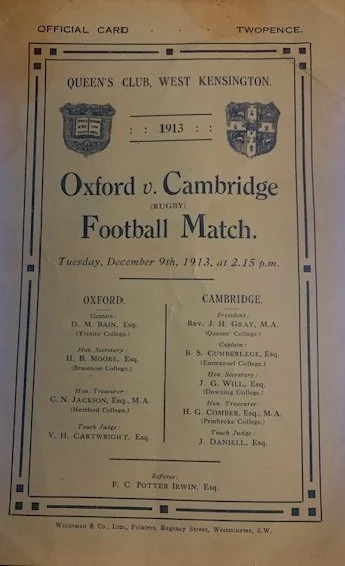 OFFICIAL CARD - - TWOPENCE.
QUEEN'S CLUB, WEST KENSINGTON.
: : 1913 : :
Oxford v. Cambridge
(RUGBY)
Football Match.
Tuesday, December 9th, 1913, at 2.15 p.m.
OXFORD.
Captain:
D. M. BAIN, Esq.
(Trinity College.)
Hon. Secretary:
H. B. MOORE, Esq.
(Brasenose College.)
Hon. Treasurer:
C. N. JACKSON, Esq., M.A.
(Hertford College.)
Touch Judge:
V. H. CARTWRIGHT, Esq.
CAMBRIDGE.
President:
Rev. J. H. GRAY, M.A.
(Queens' College.)
Captain:
B. S. CUMBERLEGE, Esq.
(Emmanuel College.)
Hon. Secretary:
J. G. WILL, Esq.
(Downing College.)
Hon. Treasurer:
H. G. COMBER, Esq., M.A.
(Pembroke College.)
Touch Judge:
J. DANIELL, Esq.
Referee:
F. C. POTTER IRWIN, Esq.
WIGHTMAN & Co., LTD., Printers, Regency Street, Westminster, S.W.